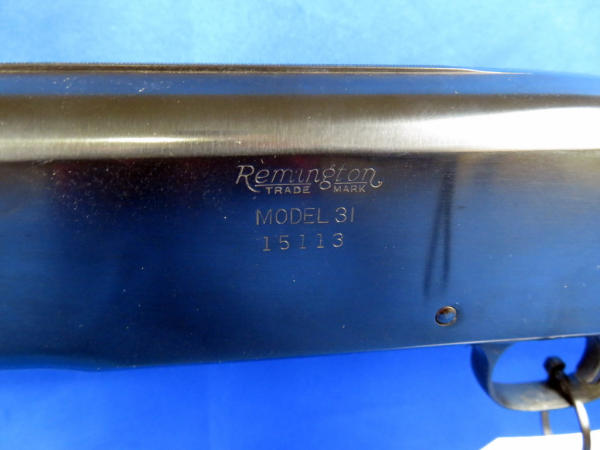 Remington
TRADE MARK
MODEL 31
15113